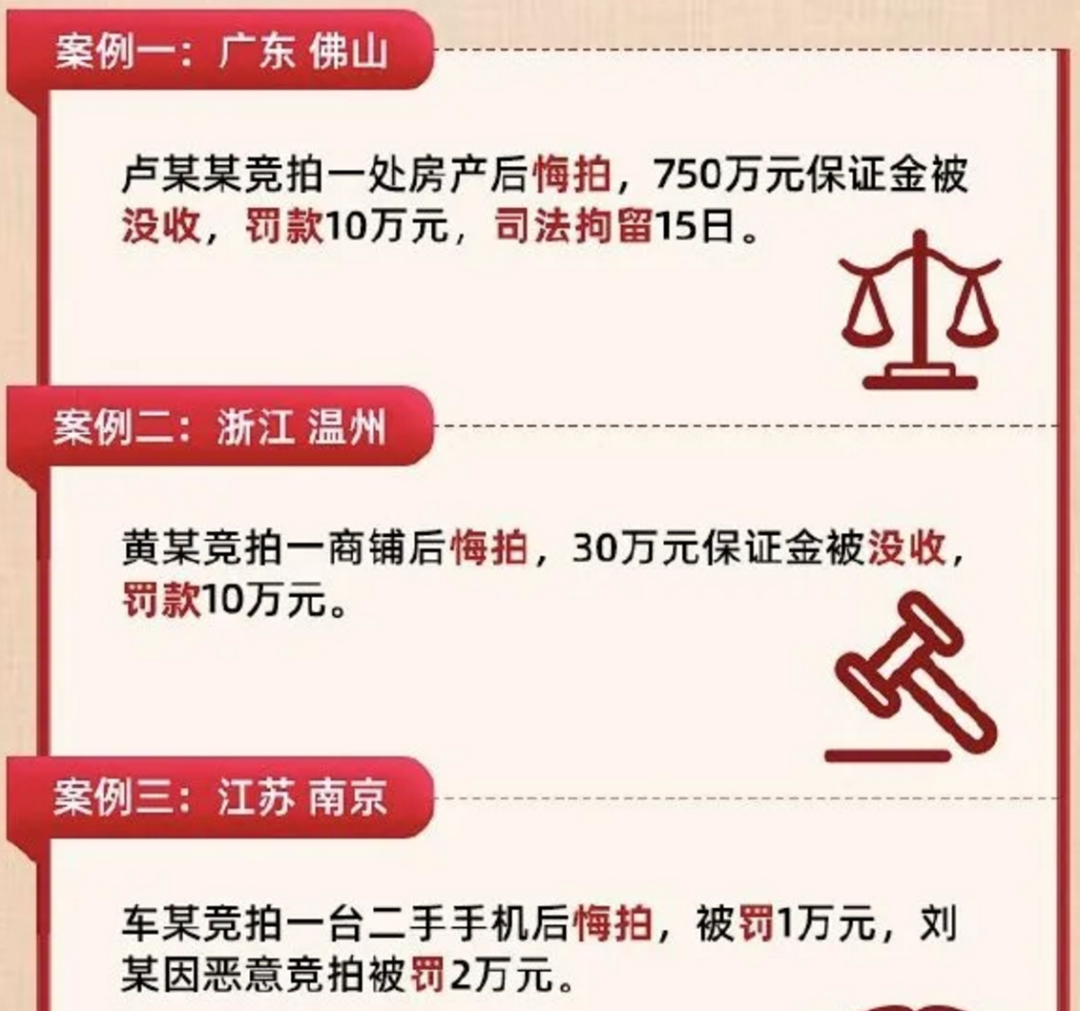 案例一：广东 佛山
卢某某竞拍一处房产后悔拍，750万元保证金被
没收，罚款10万元，司法拘留15日。
案例二：浙江 温州
黄某竞拍一商铺后悔拍，30万元保证金被没收，
罚款10万元。
案例三：江苏 南京
车某竞拍一台二手手机后悔拍，被罚1万元，刘
某因恶意竞拍被罚2万元。